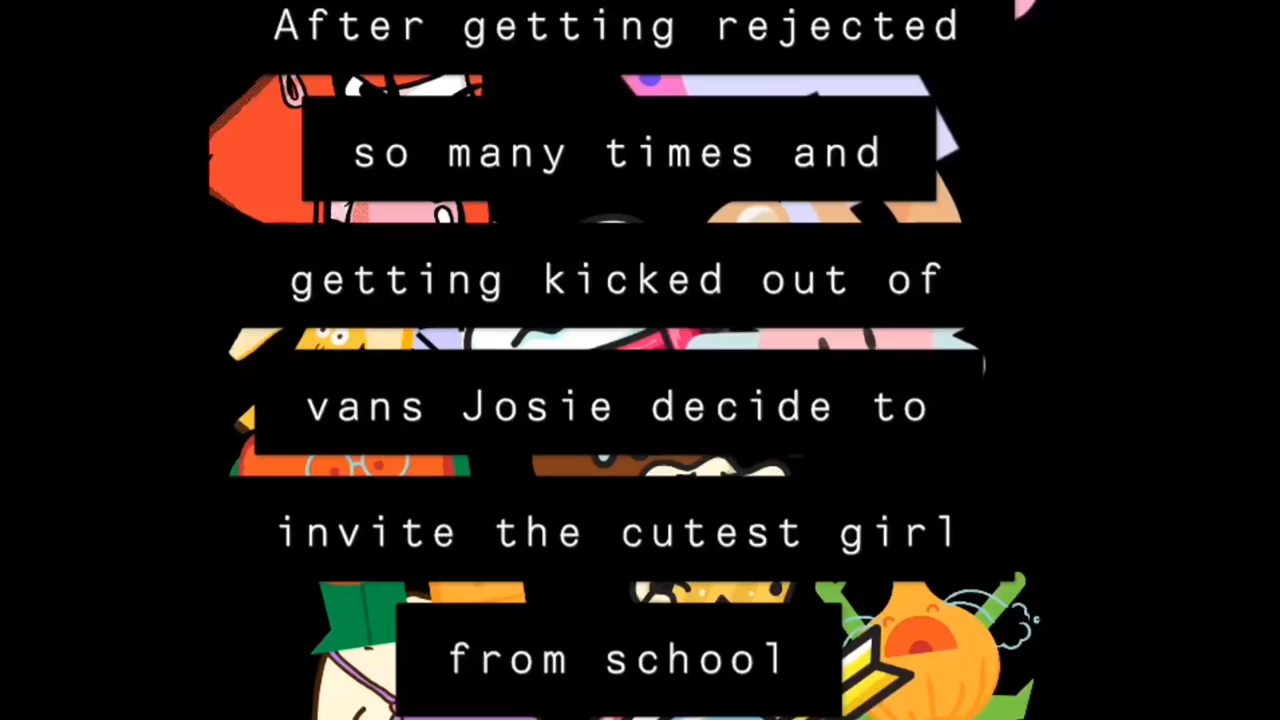 After getting rejected
so many times and
getting kicked out of
vans Josie decide to
invite the cutest girl
from school